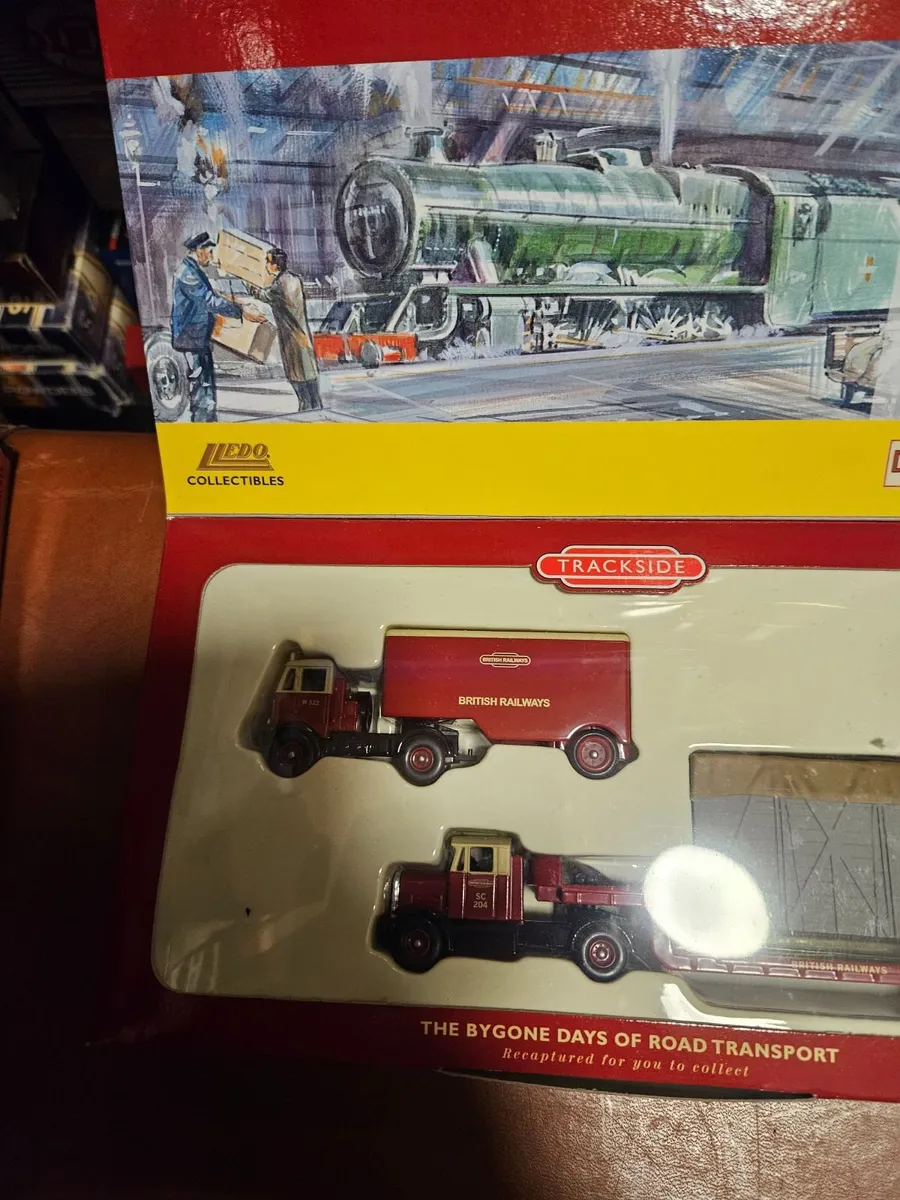 LLEDO
COLLECTIBLES
D
TRACKSIDE
BRITISH RAILWAYS
BRITISH RAILWAYS
W 322
SC
204
BRITISH RAILWAYS
THE BYGONE DAYS OF ROAD TRANSPORT
Recaptured for you to collect